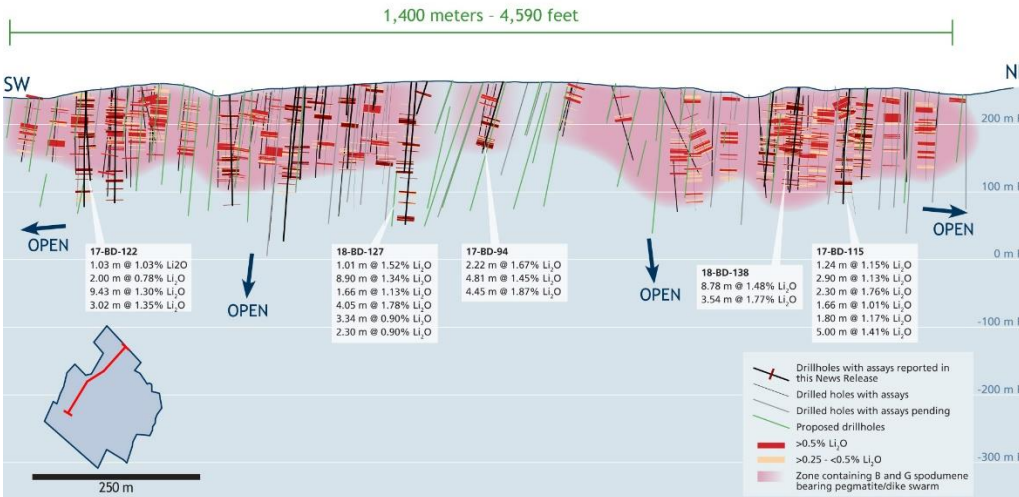 1,400 meters - 4,590 feet
SW
200 m
100 m
0 m
-100 m
-200 m
-300 m
OPEN
OPEN
OPEN
OPEN
17-BD-122
1.03 m @ 1.03% Li2O
2.00 m @ 0.78% Li₂O
9.43 m @ 1.30% Li₂O
3.02 m @ 1.35% Li₂O
18-BD-127
1.01 m @ 1.52% Li₂O
8.90 m @ 1.34% Li₂O
1.66 m @ 1.13% Li₂O
4.05 m @ 1.78% Li₂O
3.34 m @ 0.90% Li₂O
2.30 m @ 0.90% Li₂O
17-BD-94
2.22 m @ 1.67% Li₂O
4.81 m @ 1.45% Li₂O
4.45 m @ 1.87% Li₂O
18-BD-138
8.78 m @ 1.48% Li₂O
3.54 m @ 1.77% Li₂O
17-BD-115
1.24 m @ 1.15% Li₂O
2.90 m @ 1.13% Li₂O
2.30 m @ 1.76% Li₂O
1.66 m @ 1.01% Li₂O
1.80 m @ 1.17% Li₂O
5.00 m @ 1.41% Li₂O
Drillholes with assays reported in
this News Release
Drilled holes with assays
Drilled holes with assays pending
Proposed drillholes
>0.5% Li₂O
>0.25 - <0.5% Li₂O
Zone containing B and G spodumene
bearing pegmatite/dike swarm
250 m